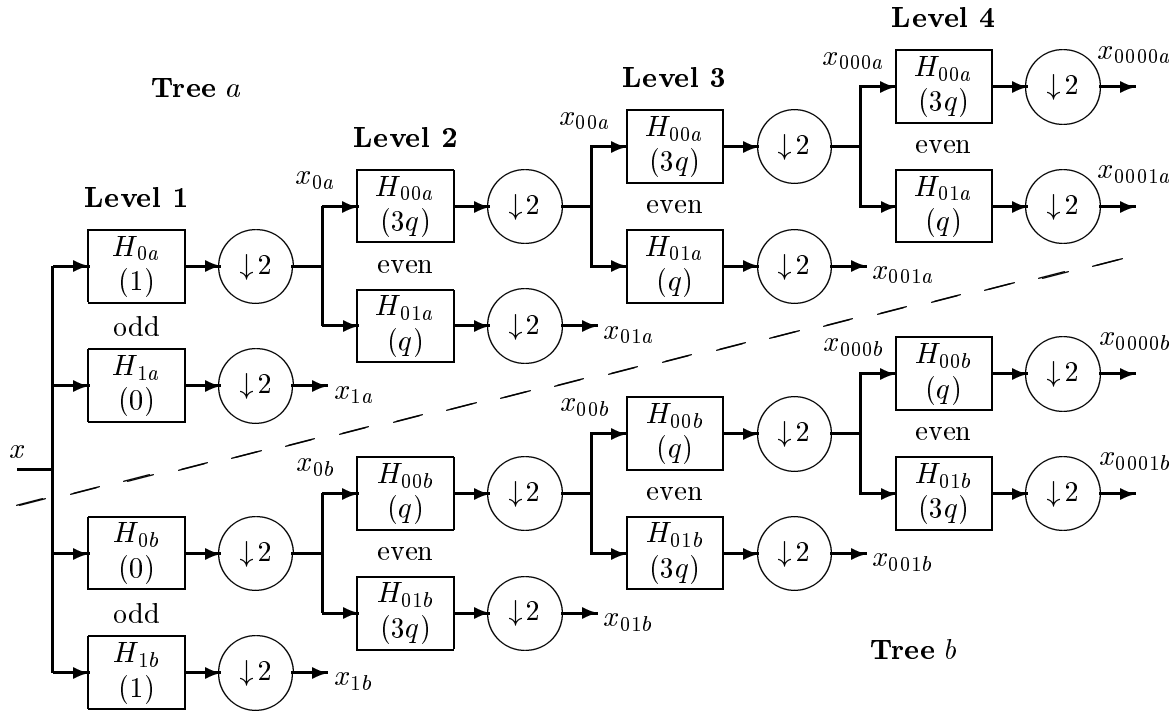 Level 4
x0000a
x000a
H00a
(3q)
↓2
Level 3
Tree a
even
x00a
H00a
(3q)
↓2
Level 2
x0001a
H01a
(q)
↓2
x0a
H00a
(3q)
↓2
even
Level 1
H0a
(1)
↓2
even
H01a
(q)
↓2
x001a
odd
H01a
(q)
↓2
x01a
x000b
H00b
(q)
↓2
x0000b
H1a
(0)
↓2
x1a
x00b
H00b
(q)
↓2
even
x
x0b
H00b
(q)
↓2
even
H01b
(3q)
↓2
x0001b
H0b
(0)
↓2
even
H01b
(3q)
↓2
x001b
odd
H01b
(3q)
↓2
x01b
H1b
(1)
↓2
x1b
Tree b